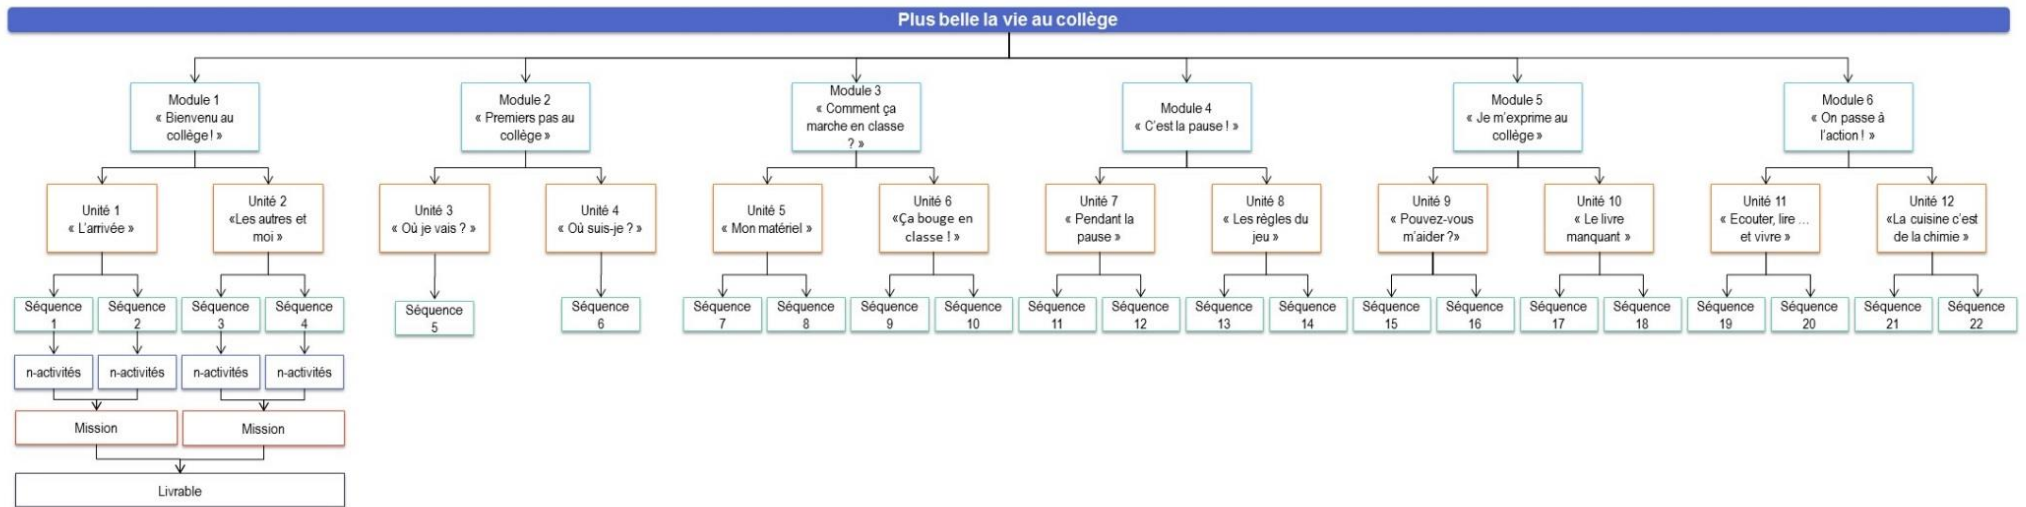 Plus belle la vie au collège
Module 1
« Bienvenu au
collège ! »
Module 2
« Premiers pas au
collège »
Module 3
« Comment ça
marche en classe
? »
Module 4
« C'est la pause ! »
Module 5
« Je m'exprime au
collège »
Module 6
« On passe à
l'action ! »
Unité 1
« L'arrivée »
Unité 2
«Les autres et
moi »
Unité 3
« Où je vais ? »
Unité 4
« Où suis-je ? »
Unité 5
« Mon matériel »
Unité 6
«Ça bouge en
classe ! »
Unité 7
« Pendant la
pause »
Unité 8
« Les règles du
jeu »
Unité 9
« Pouvez-vous
m'aider ?»
Unité 10
« Le livre
manquant »
Unité 11
« Ecouter, lire ...
et vivre »
Unité 12
«La cuisine c'est
de la chimie »
Séquence
1
Séquence
2
Séquence
3
Séquence
4
Séquence
5
Séquence
6
Séquence
7
Séquence
8
Séquence
9
Séquence
10
Séquence
11
Séquence
12
Séquence
13
Séquence
14
Séquence
15
Séquence
16
Séquence
17
Séquence
18
Séquence
19
Séquence
20
Séquence
21
Séquence
22
n-activités
n-activités
n-activités
n-activités
Mission
Mission
Livrable